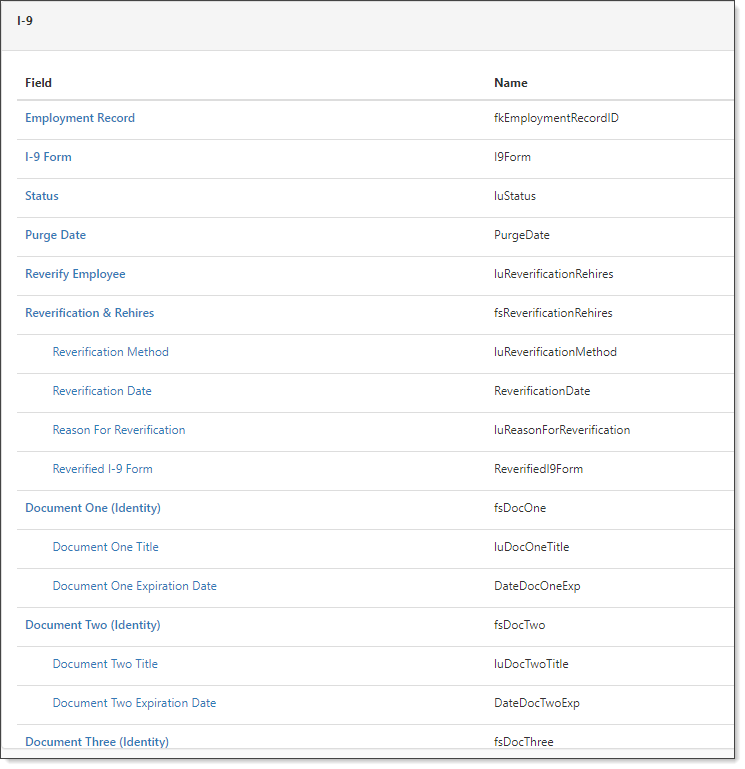 I-9
Field Name
Employment Record fkEmploymentRecordID
I-9 Form I9Form
Status luStatus
Purge Date PurgeDate
Reverify Employee luReverificationRehires
Reverification & Rehires fsReverificationRehires
Reverification Method luReverificationMethod
Reverification Date ReverificationDate
Reason For Reverification luReasonForReverification
Reverified I-9 Form ReverifiedI9Form
Document One (Identity) fsDocOne
Document One Title luDocOneTitle
Document One Expiration Date DateDocOneExp
Document Two (Identity) fsDocTwo
Document Two Title luDocTwoTitle
Document Two Expiration Date DateDocTwoExp
Document Three (Identity) fsDocThree